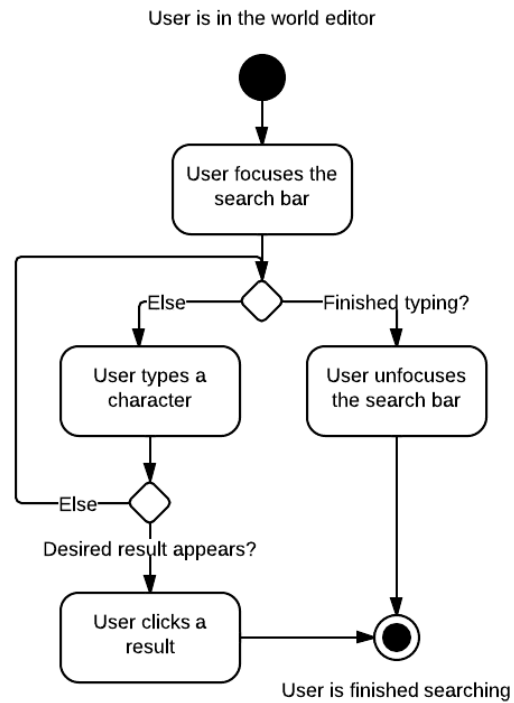 User is in the world editor
User focuses the
search bar
Else
Finished typing?
User types a
character
User unfocuses
the search bar
Else
Desired result appears?
User clicks a
result
User is finished searching